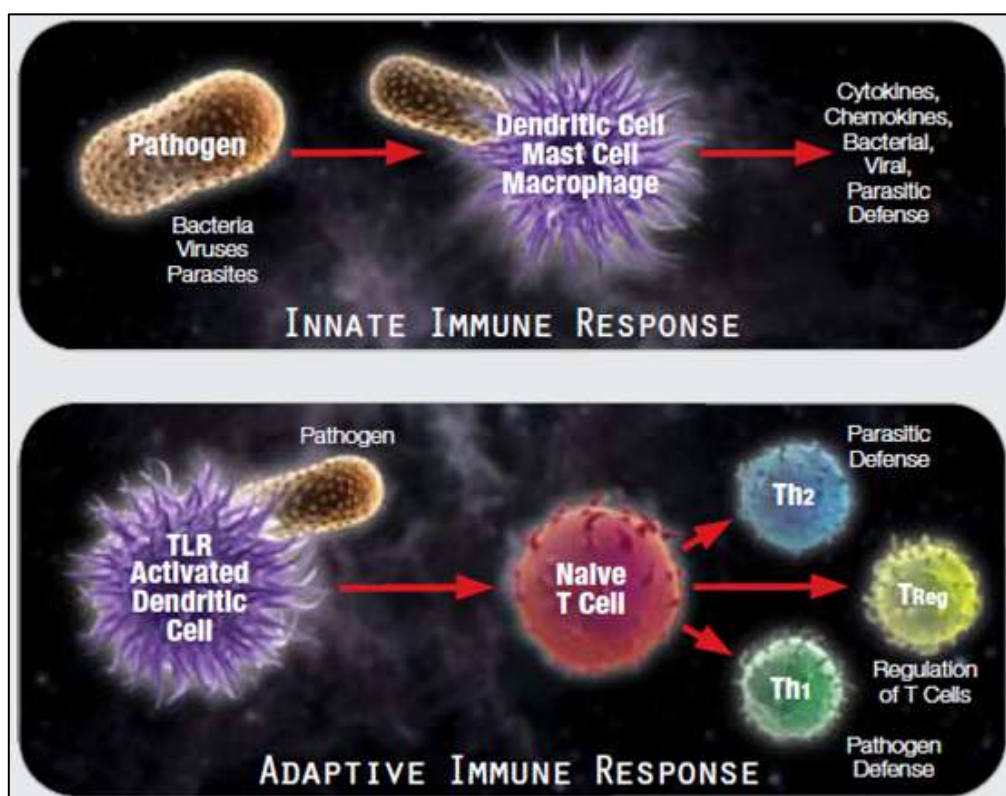 Pathogen
Bacteria
Viruses
Parasites
Dendritic Cell
Mast Cell
Macrophage
Cytokines,
Chemokines,
Bacterial,
Viral,
Parasitic
Defense
INNATE IMMUNE RESPONSE
Pathogen
TLR
Activated
Dendritic
Cell
Naive
T Cell
Parasitic
Defense
Th2
TReg
Regulation
of T Cells
Th1
Pathogen
Defense
ADAPTIVE IMMUNE RESPONSE